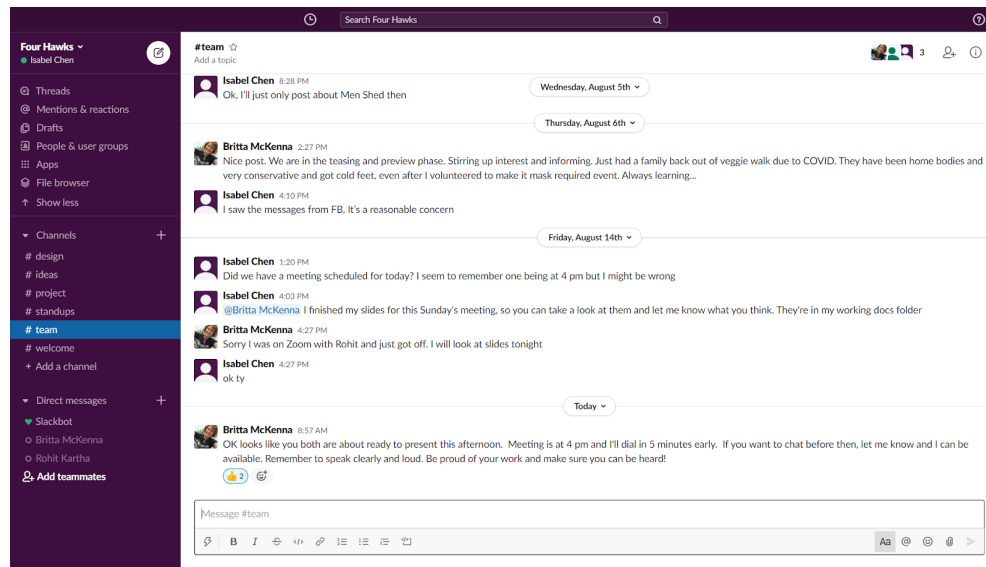 Search Four Hawks
Four Hawks
Isabel Chen
Threads
Mentions & reactions
Drafts
People & user groups
Apps
File browser
Show less
Channels
# design
# ideas
# project
# standups
# team
# welcome
+ Add a channel
Direct messages
Slackbot
Britta McKenna
Rohit Kartha
Add teammates
#team
Add a topic
3
Isabel Chen 8:28 PM
Ok, I'll just only post about Men Shed then
Wednesday, August 5th
Thursday, August 6th
Britta McKenna 2:27 PM
Nice post. We are in the teasing and preview phase. Stirring up interest and informing. Just had a family back out of veggie walk due to COVID. They have been home bodies and
very conservative and got cold feet, even after I volunteered to make it mask required event. Always learning...
Isabel Chen 4:10 PM
I saw the messages from FB, It's a reasonable concern
Friday, August 14th
Isabel Chen 1:20 PM
Did we have a meeting scheduled for today? I seem to remember one being at 4 pm but I might be wrong
Isabel Chen 4:03 PM
@Britta McKenna I finished my slides for this Sunday's meeting, so you can take a look at them and let me know what you think. They're in my working docs folder
Britta McKenna 4:27 PM
Sorry I was on Zoom with Rohit and just got off. I will look at slides tonight
Isabel Chen 4:27 PM
ok ty
Today
Britta McKenna 8:57 AM
OK looks like you both are about ready to present this afternoon. Meeting is at 4 pm and I'll dial in 5 minutes early. If you want to chat before then, let me know and I can be
available. Remember to speak clearly and loud. Be proud of your work and make sure you can be heard!
2
Message #team
B I Aa @